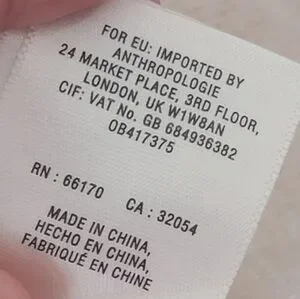 FOR EU: IMPORTED BY
ANTHROPOLOGIE
24 MARKET PLACE, 3RD FLOOR,
LONDON, UK W1W8AN
CIF: VAT No. GB 684936382
OB417375
RN : 66170 CA : 32054
MADE IN CHINA,
HECHO EN CHINA,
FABRIQUÉ EN CHINE